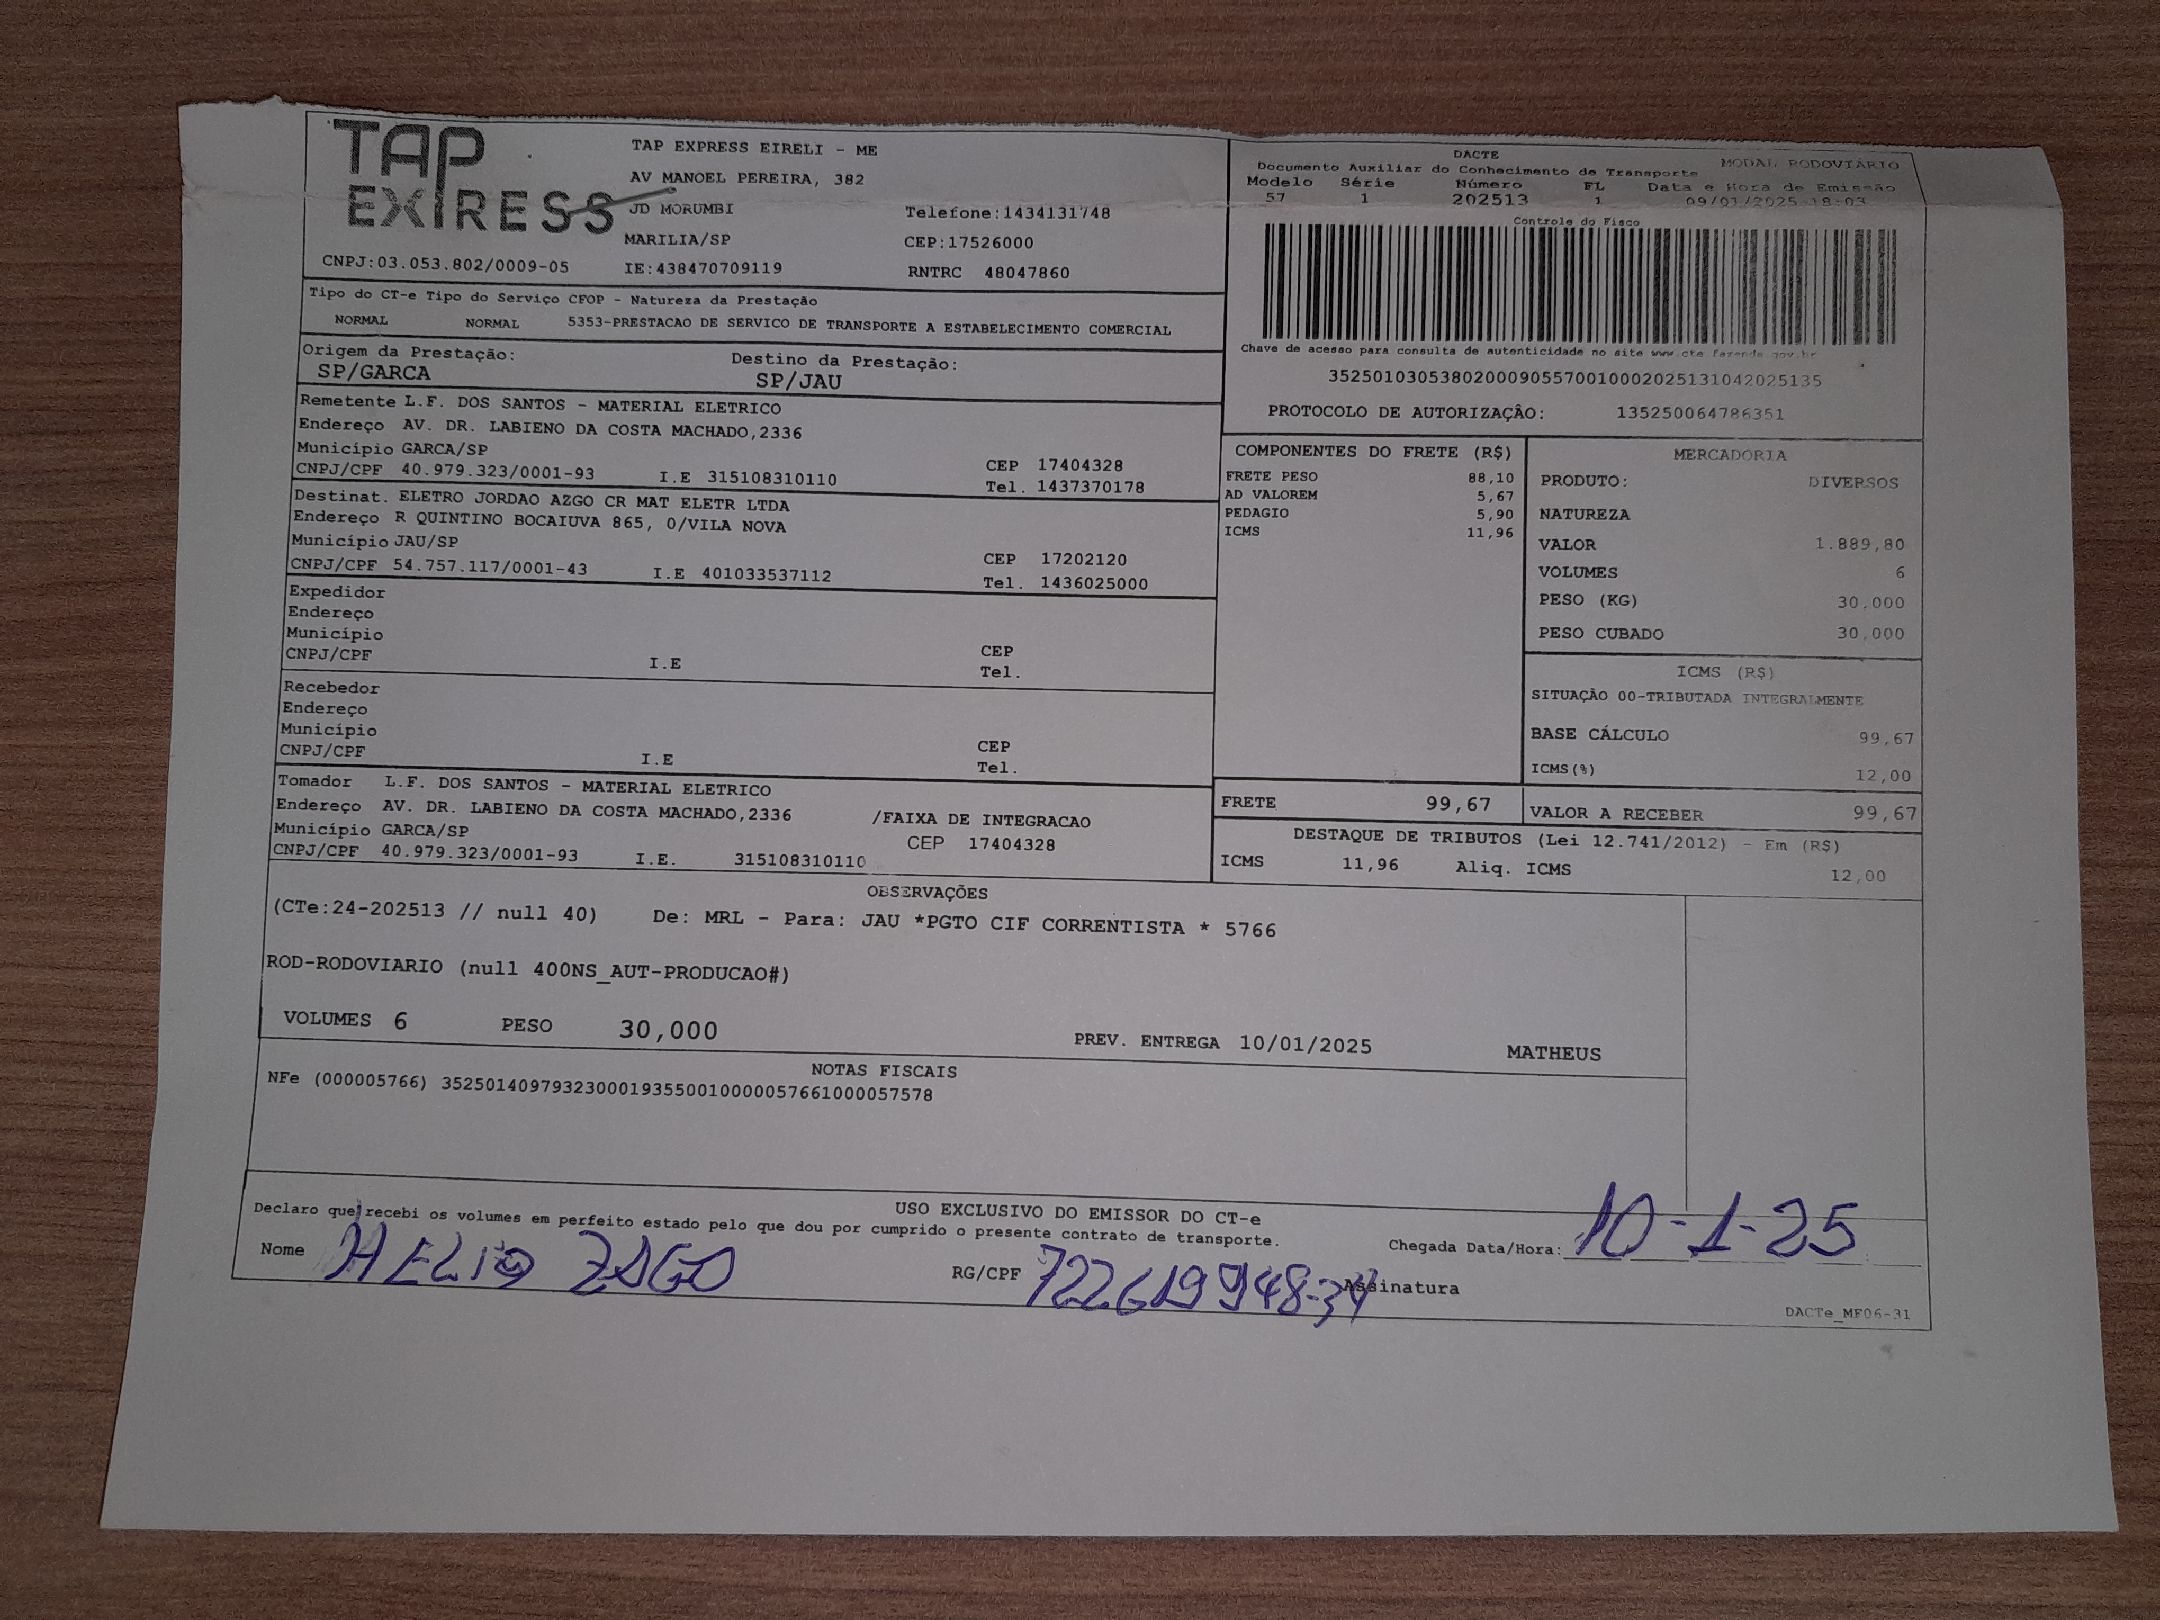 TAP
EXPRESS
TAP EXPRESS EIRELI - ME
AV MANOEL PEREIRA, 382
JD MORUMBI Telefone:1434131748
MARILIA/SP CEP:17526000
CNPJ:03.053.802/0009-05 IE:438470709119 RNTRC 48047860
DACTE MODAL RODOVIÁRIO
Documento Auxiliar do Conhecimento de Transporte
Modelo Série Número FL Data e Hora de Emissão
57 1 202513 1 09/01/2025 18:03
Controle do Fisco
Chave de acesso para consulta de autenticidade no site www.cte.fazenda.gov.br
35250103053802000905570010002025131042025135
PROTOCOLO DE AUTORIZAÇÃO: 135250064786351
Tipo do CT-e Tipo do Serviço CFOP - Natureza da Prestação
NORMAL NORMAL 5353-PRESTACAO DE SERVICO DE TRANSPORTE A ESTABELECIMENTO COMERCIAL
Origem da Prestação: Destino da Prestação:
SP/GARCA SP/JAU
Remetente L.F. DOS SANTOS - MATERIAL ELETRICO
Endereço AV. DR. LABIENO DA COSTA MACHADO,2336
Município GARCA/SP CEP 17404328
CNPJ/CPF 40.979.323/0001-93 I.E 315108310110 Tel. 1437370178
Destinat. ELETRO JORDAO AZGO CR MAT ELETR LTDA
Endereço R QUINTINO BOCAIUVA 865, 0/VILA NOVA
Município JAU/SP CEP 17202120
CNPJ/CPF 54.757.117/0001-43 I.E 401033537112 Tel. 1436025000
Expedidor
Endereço
Município CEP
CNPJ/CPF I.E Tel.
Recebedor
Endereço
Município CEP
CNPJ/CPF I.E Tel.
Tomador L.F. DOS SANTOS - MATERIAL ELETRICO
Endereço AV. DR. LABIENO DA COSTA MACHADO,2336 /FAIXA DE INTEGRACAO
Município GARCA/SP CEP 17404328
CNPJ/CPF 40.979.323/0001-93 I.E. 315108310110
COMPONENTES DO FRETE (R$)
FRETE PESO 88,10
AD VALOREM 5,67
PEDAGIO 5,90
ICMS 11,96
MERCADORIA
PRODUTO: DIVERSOS
NATUREZA
VALOR 1.889,80
VOLUMES 6
PESO (KG) 30,000
PESO CUBADO 30,000
ICMS (R$)
SITUAÇÃO 00-TRIBUTADA INTEGRALMENTE
BASE CÁLCULO 99,67
ICMS(%) 12,00
FRETE 99,67 VALOR A RECEBER 99,67
DESTAQUE DE TRIBUTOS (Lei 12.741/2012) - Em (R$)
ICMS 11,96 Aliq. ICMS 12,00
OBSERVAÇÕES
(CTe:24-202513 // null 40) De: MRL - Para: JAU *PGTO CIF CORRENTISTA * 5766
ROD-RODOVIARIO (null 400NS_AUT-PRODUCAO#)
VOLUMES 6 PESO 30,000 PREV. ENTREGA 10/01/2025 MATHEUS
NOTAS FISCAIS
NFe (000005766) 35250140979323000193550010000057661000057578
USO EXCLUSIVO DO EMISSOR DO CT-e
Declaro que recebi os volumes em perfeito estado pelo que dou por cumprido o presente contrato de transporte.
Chegada Data/Hora: 10-1-25
Nome HELIO ZAGO RG/CPF 722619948-34 Assinatura
DACTe_MF06-31